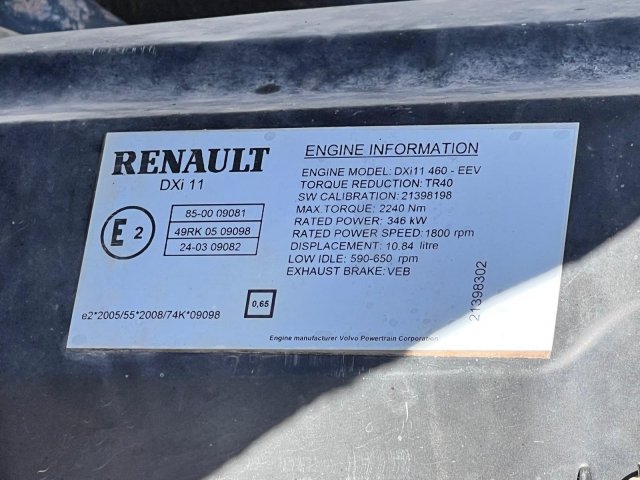 RENAULT
DXi 11
E 2
85-00 09081
49RK 05 09098
24-03 09082
0,65
e2*2005/55*2008/74K*09098
ENGINE INFORMATION
ENGINE MODEL: DXi11 460 - EEV
TORQUE REDUCTION: TR40
SW CALIBRATION: 21398198
MAX.TORQUE: 2240 Nm
RATED POWER: 346 kW
RATED POWER SPEED: 1800 rpm
DISPLACEMENT: 10.84 litre
LOW IDLE: 590-650 rpm
EXHAUST BRAKE: VEB
21398302
Engine manufacturer Volvo Powertrain Corporation